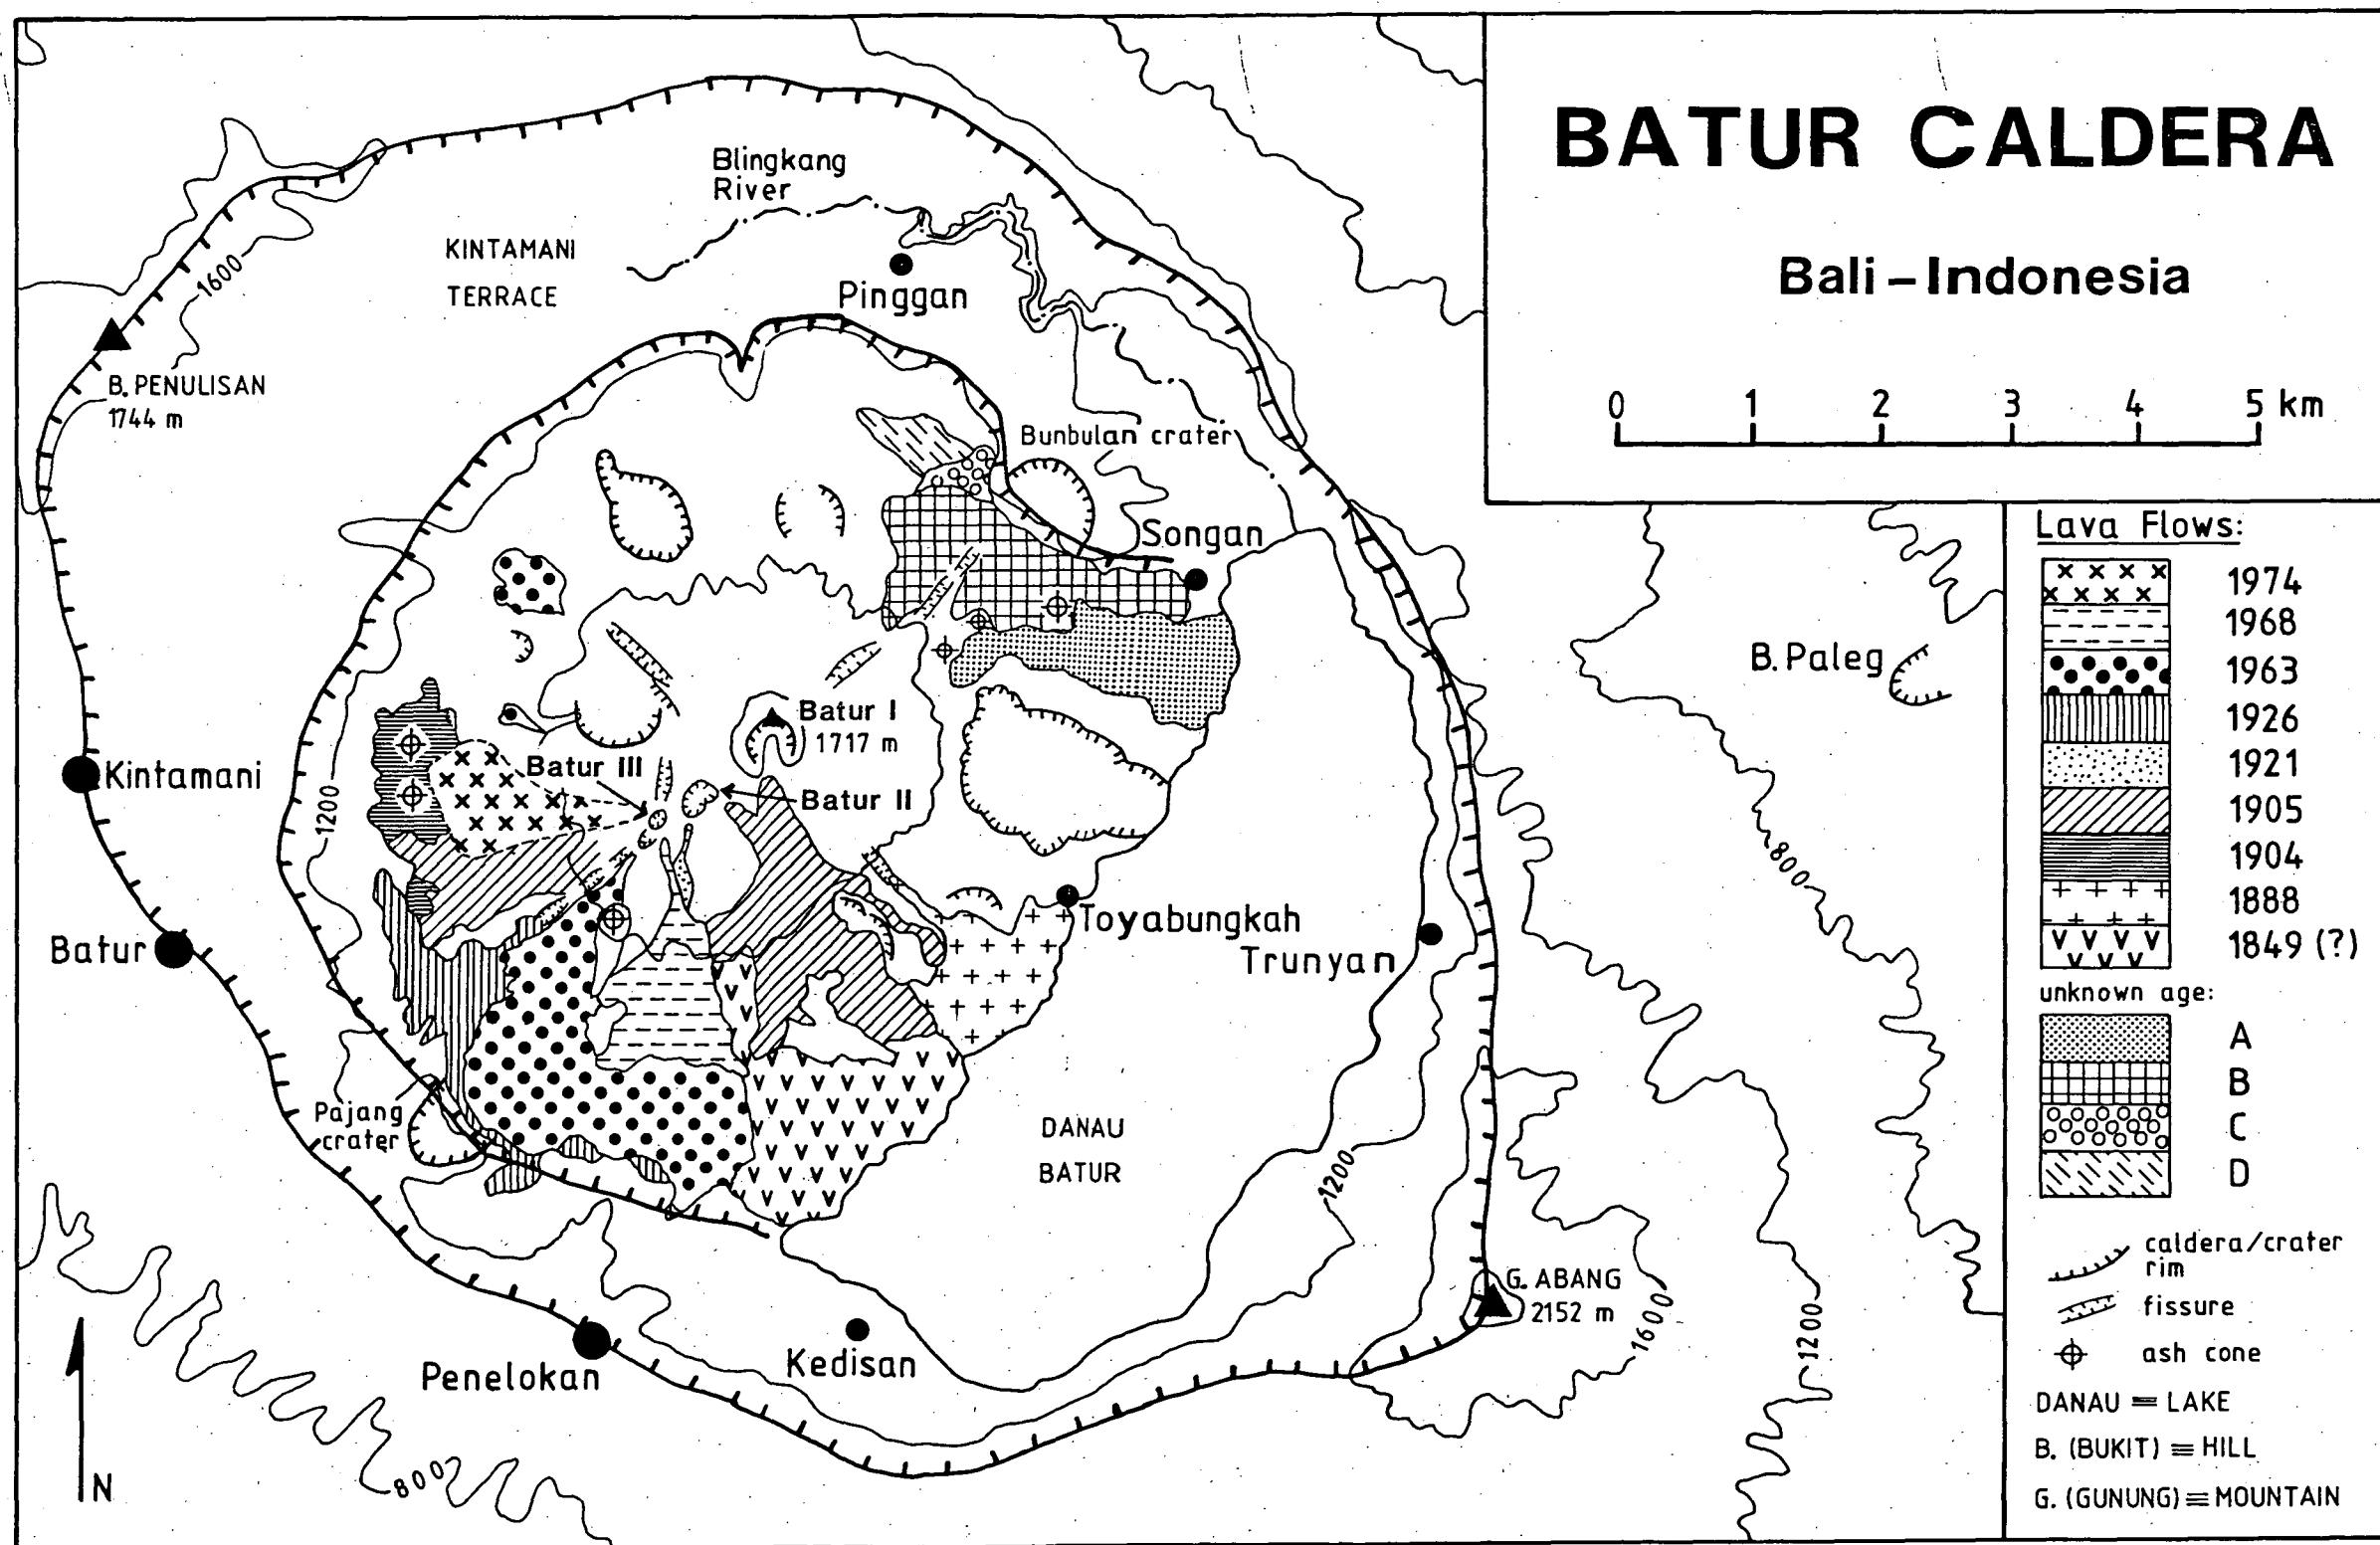 BATUR CALDERA
Bali – Indonesia
0 1 2 3 4 5 km
Blingkang
River
KINTAMANI
TERRACE
1600
Pinggan
B. PENULISAN
1744 m
Bunbulan crater
Songan
B. Paleg
Batur I
1717 m
Batur III
Batur II
Kintamani
1200
800
Toyabungkah
Trunyan
Batur
Pajang
crater
DANAU
BATUR
1200
G. ABANG
2152 m
1600
1200
Kedisan
Penelokan
800
N
Lava Flows:
1974
1968
1963
1926
1921
1905
1904
1888
1849 (?)
unknown age:
A
B
C
D
caldera/crater
rim
fissure
ash cone
DANAU ≡ LAKE
B. (BUKIT) ≡ HILL
G. (GUNUNG) ≡ MOUNTAIN